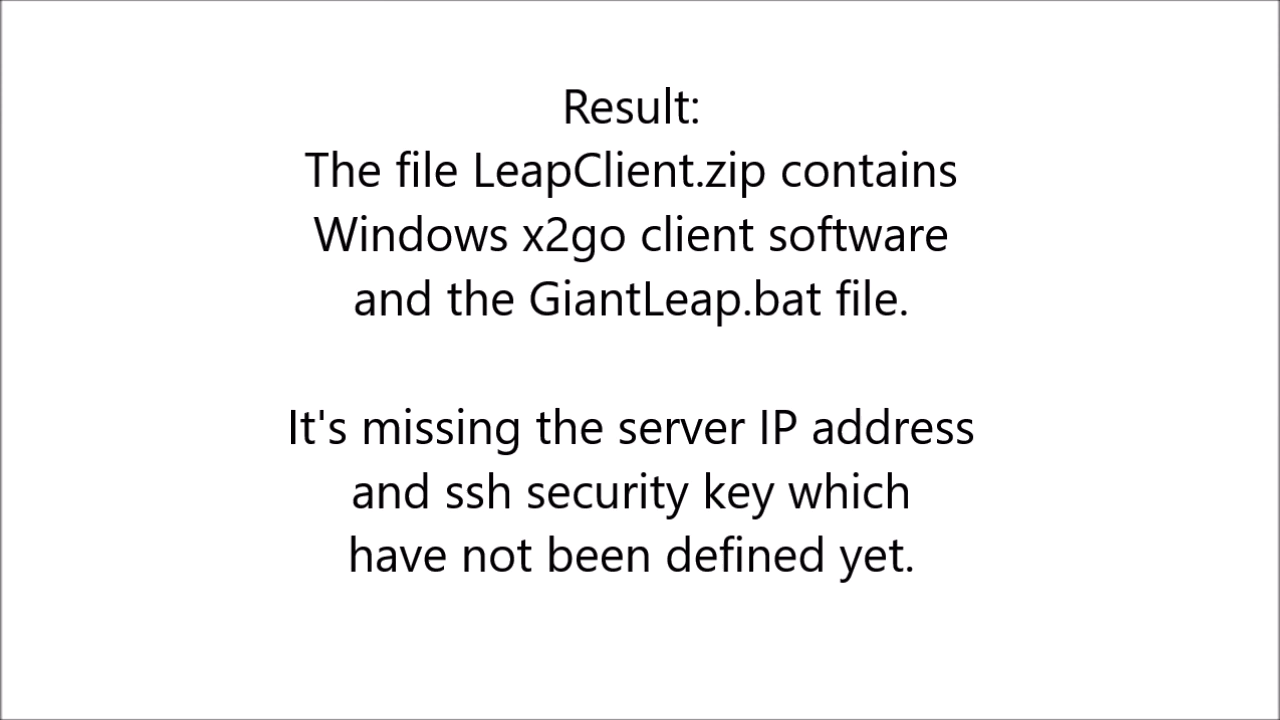 Result:
The file LeapClient.zip contains
Windows x2go client software
and the GiantLeap.bat file.
It's missing the server IP address
and ssh security key which
have not been defined yet.